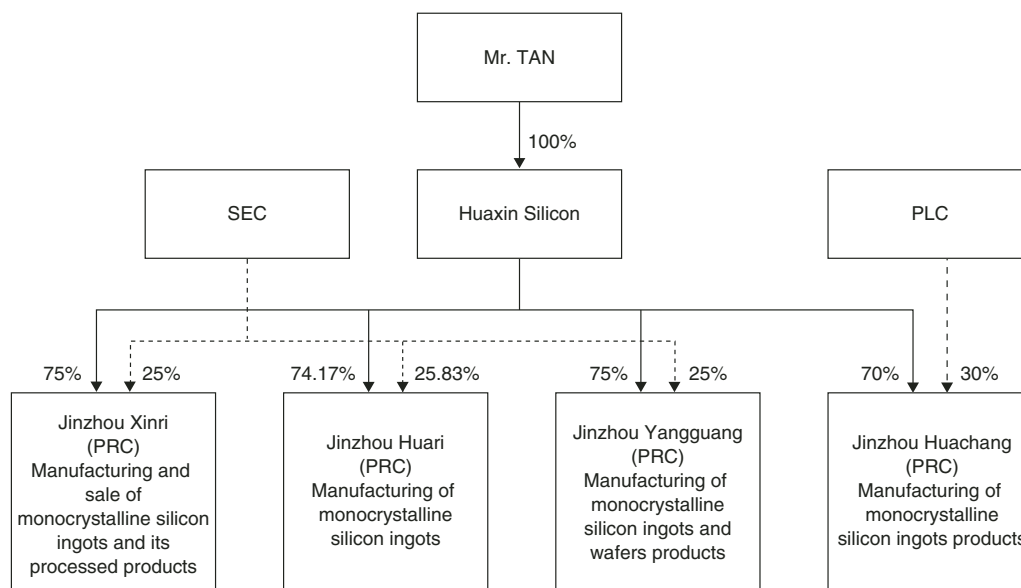 Mr. TAN
100%
SEC
Huaxin Silicon
PLC
75%
25%
74.17%
25.83%
75%
25%
70%
30%
Jinzhou Xinri
(PRC)
Manufacturing and
sale of
monocrystalline silicon
ingots and its
processed products
Jinzhou Huari
(PRC)
Manufacturing of
monocrystalline
silicon ingots
Jinzhou Yangguang
(PRC)
Manufacturing of
monocrystalline
silicon ingots and
wafers products
Jinzhou Huachang
(PRC)
Manufacturing of
monocrystalline
silicon ingots products